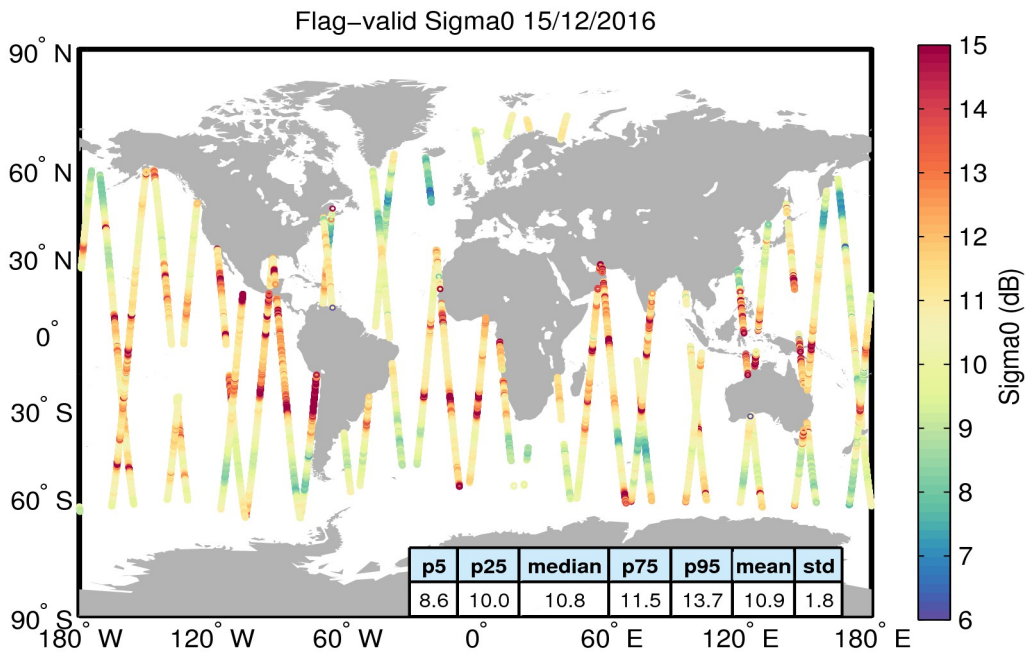 Flag−valid Sigma0 15/12/2016
90° N
60° N
30° N
0°
30° S
60° S
90° S
180° W
120° W
60° W
0°
60° E
120° E
180° E
p5 p25 median p75 p95 mean std
8.6 10.0 10.8 11.5 13.7 10.9 1.8
15
14
13
12
11
10
9
8
7
6
Sigma0 (dB)